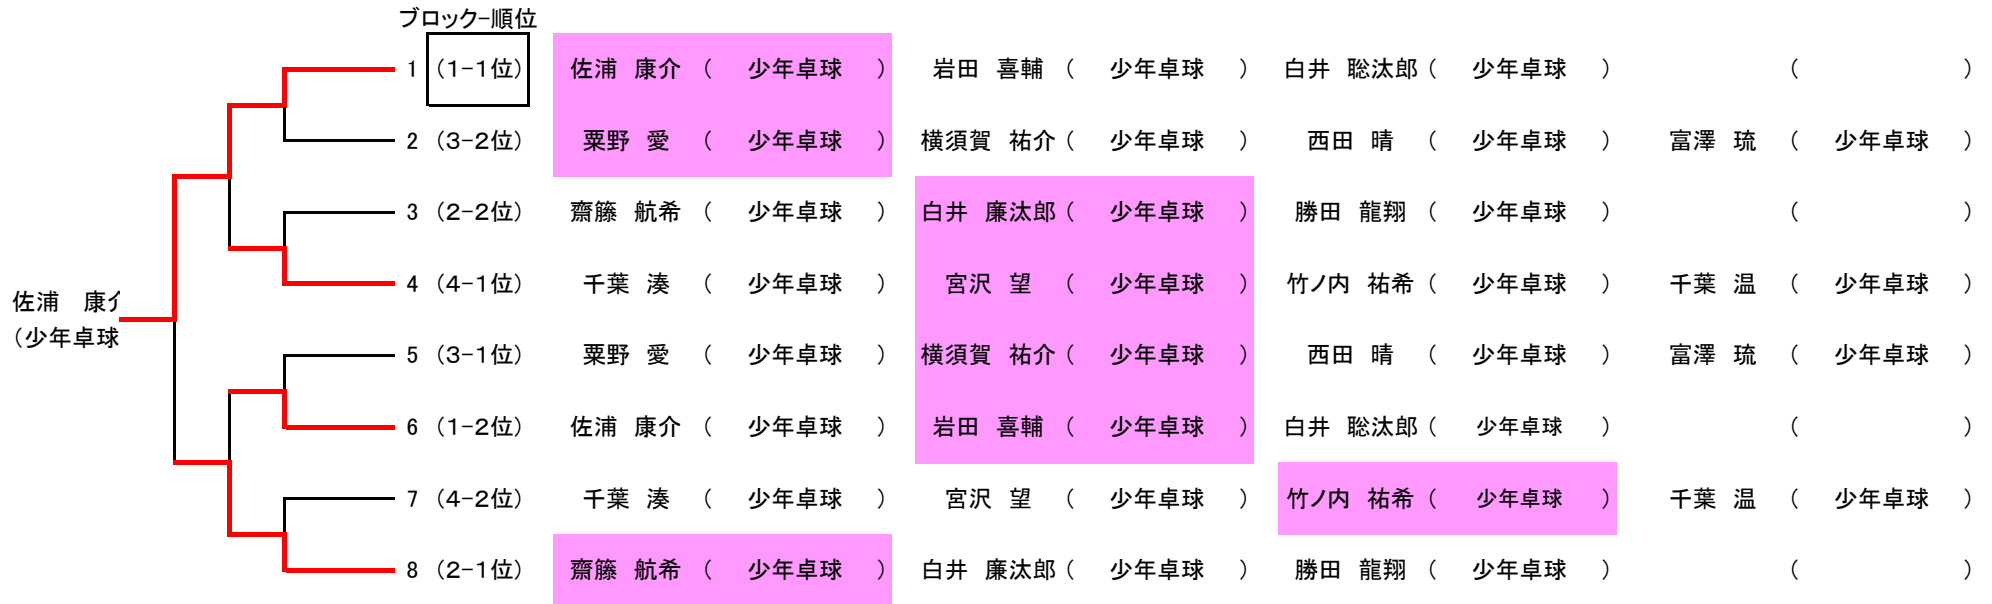 ブロック-順位
1 (1-1位) 佐浦 康介 ( 少年卓球 ) 岩田 喜輔 ( 少年卓球 ) 白井 聡汰郎 ( 少年卓球 ) ( )
2 (3-2位) 粟野 愛 ( 少年卓球 ) 横須賀 祐介 ( 少年卓球 ) 西田 晴 ( 少年卓球 ) 富澤 琉 ( 少年卓球 )
3 (2-2位) 齋籐 航希 ( 少年卓球 ) 白井 廉汰郎 ( 少年卓球 ) 勝田 龍翔 ( 少年卓球 ) ( )
4 (4-1位) 千葉 湊 ( 少年卓球 ) 宮沢 望 ( 少年卓球 ) 竹ノ内 祐希 ( 少年卓球 ) 千葉 温 ( 少年卓球 )
佐浦 康介
(少年卓球
5 (3-1位) 粟野 愛 ( 少年卓球 ) 横須賀 祐介 ( 少年卓球 ) 西田 晴 ( 少年卓球 ) 富澤 琉 ( 少年卓球 )
6 (1-2位) 佐浦 康介 ( 少年卓球 ) 岩田 喜輔 ( 少年卓球 ) 白井 聡汰郎 ( 少年卓球 ) ( )
7 (4-2位) 千葉 湊 ( 少年卓球 ) 宮沢 望 ( 少年卓球 ) 竹ノ内 祐希 ( 少年卓球 ) 千葉 温 ( 少年卓球 )
8 (2-1位) 齋籐 航希 ( 少年卓球 ) 白井 廉汰郎 ( 少年卓球 ) 勝田 龍翔 ( 少年卓球 ) ( )